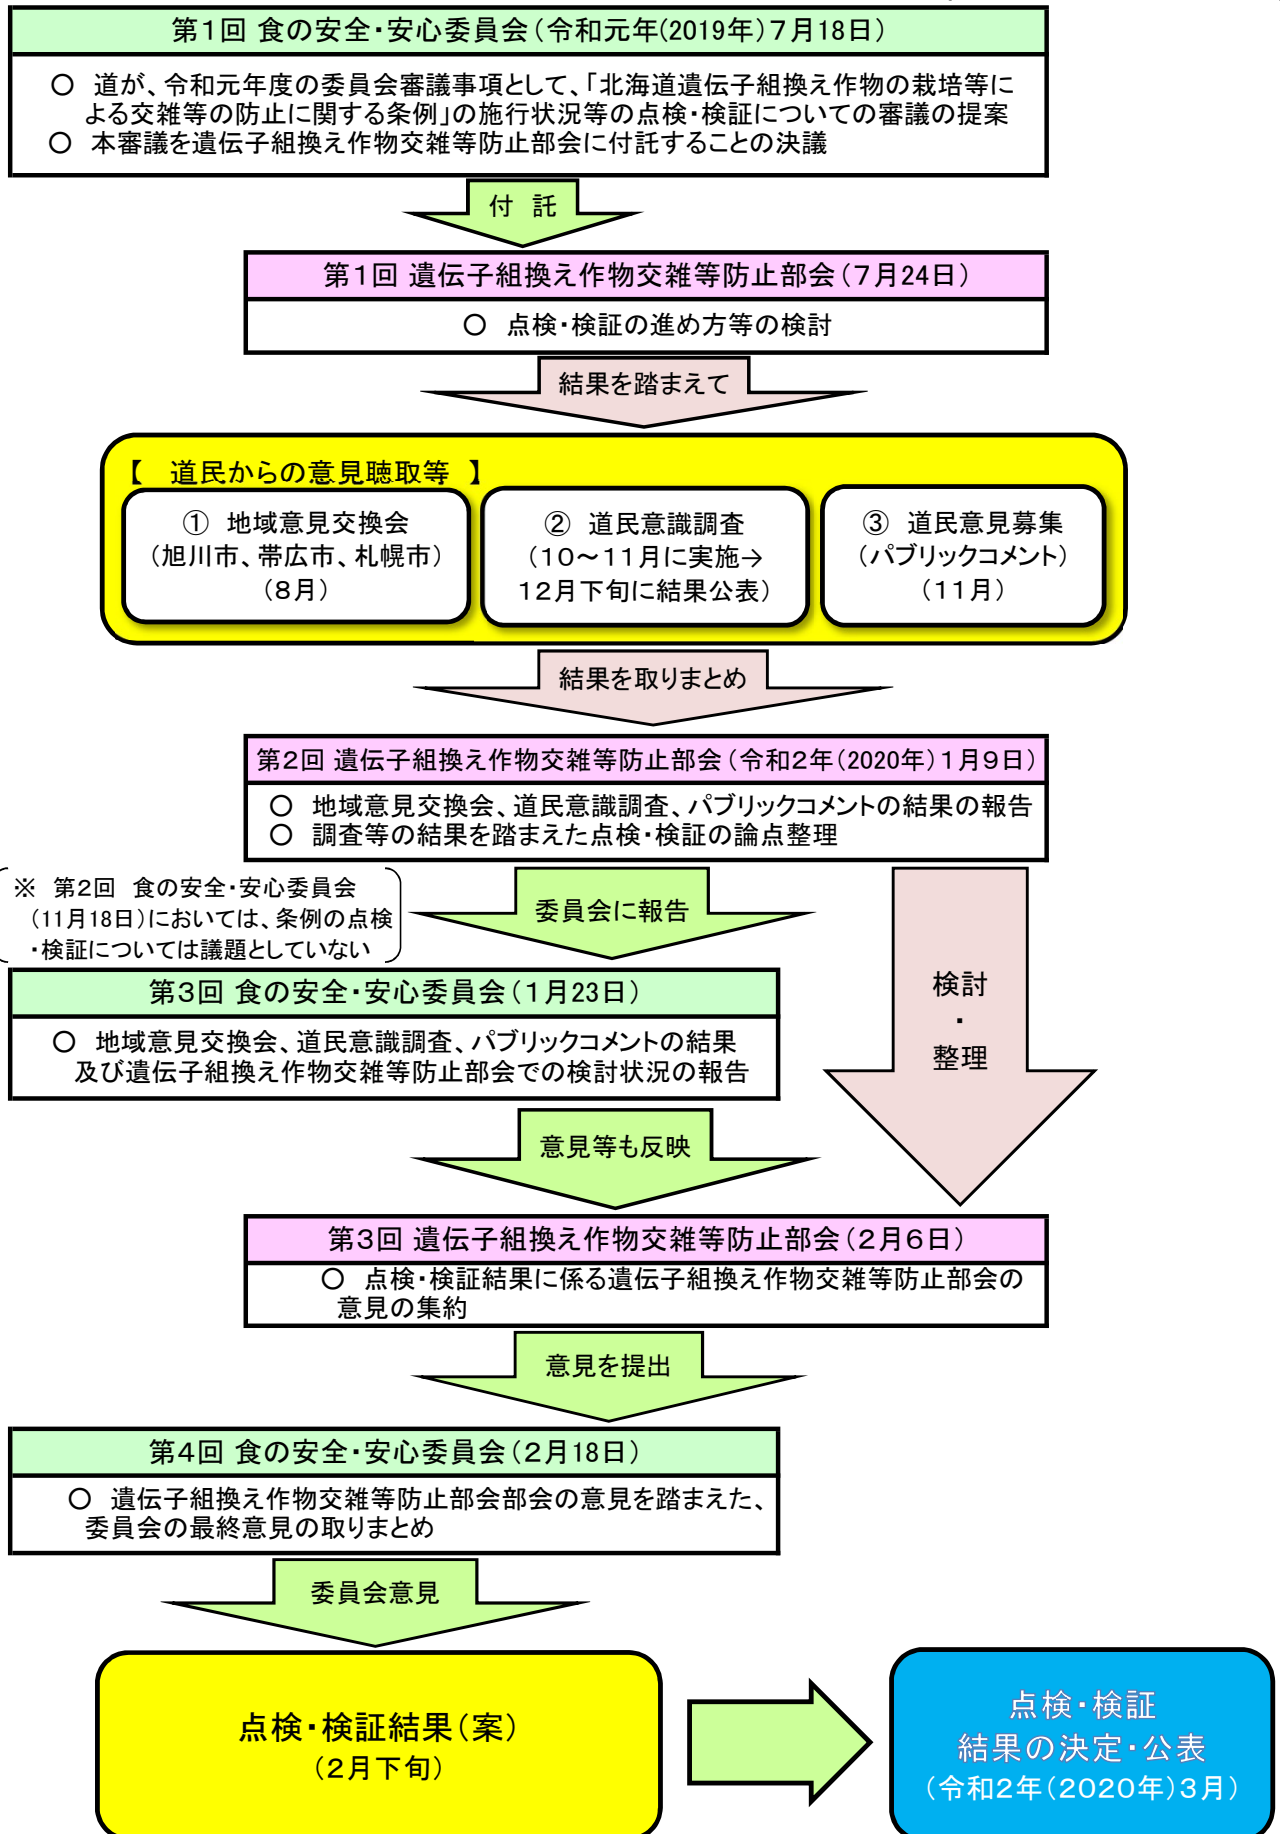 第1回 食の安全・安心委員会(令和元年(2019年)7月18日)
○ 道が、令和元年度の委員会審議事項として、「北海道遺伝子組換え作物の栽培等に
よる交雑等の防止に関する条例」の施行状況等の点検・検証についての審議の提案
○ 本審議を遺伝子組換え作物交雑等防止部会に付託することの決議
付 託
第1回 遺伝子組換え作物交雑等防止部会(7月24日)
○ 点検・検証の進め方等の検討
結果を踏まえて
【 道民からの意見聴取等 】
① 地域意見交換会
(旭川市、帯広市、札幌市)
(8月)
② 道民意識調査
(10～11月に実施→
12月下旬に結果公表)
③ 道民意見募集
(パブリックコメント)
(11月)
結果を取りまとめ
第2回 遺伝子組換え作物交雑等防止部会(令和2年(2020年)1月9日)
○ 地域意見交換会、道民意識調査、パブリックコメントの結果の報告
○ 調査等の結果を踏まえた点検・検証の論点整理
※ 第2回 食の安全・安心委員会
(11月18日)においては、条例の点検
・検証については議題としていない
委員会に報告
検討
・
整理
第3回 食の安全・安心委員会(1月23日)
○ 地域意見交換会、道民意識調査、パブリックコメントの結果
及び遺伝子組換え作物交雑等防止部会での検討状況の報告
意見等も反映
第3回 遺伝子組換え作物交雑等防止部会(2月6日)
○ 点検・検証結果に係る遺伝子組換え作物交雑等防止部会の
意見の集約
意見を提出
第4回 食の安全・安心委員会(2月18日)
○ 遺伝子組換え作物交雑等防止部会部会の意見を踏まえた、
委員会の最終意見の取りまとめ
委員会意見
点検・検証結果(案)
(2月下旬)
点検・検証
結果の決定・公表
(令和2年(2020年)3月)